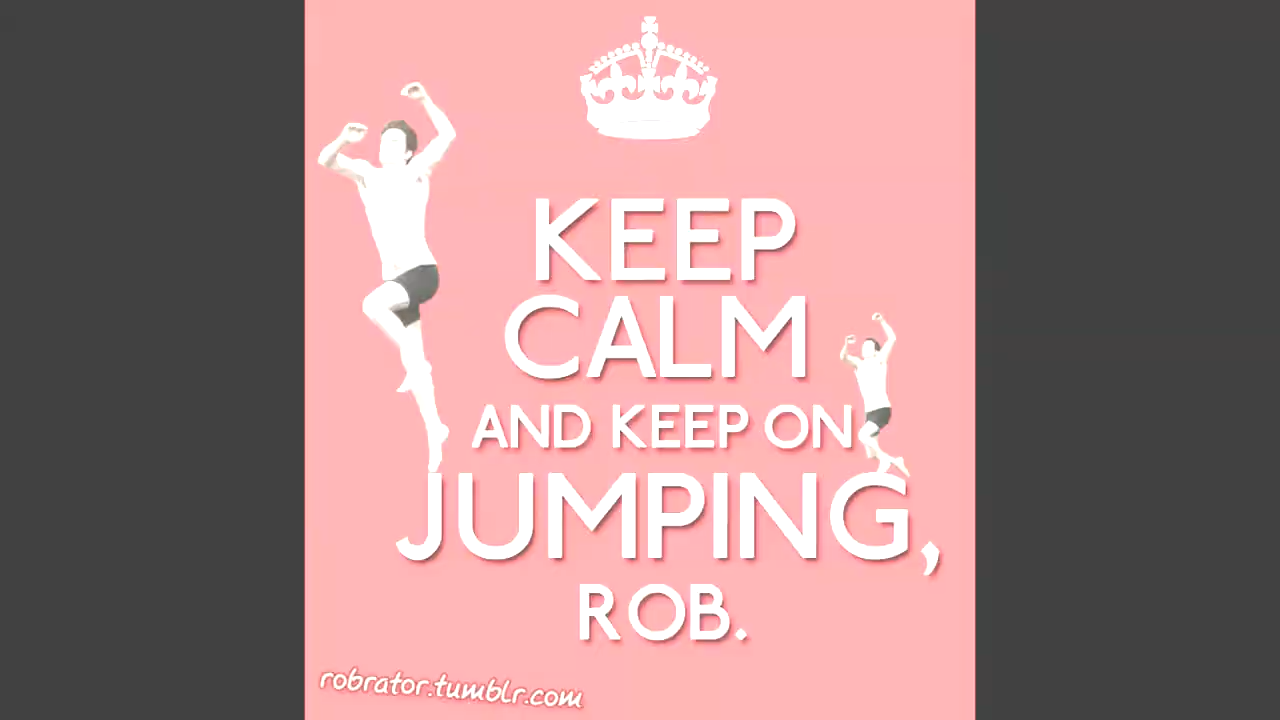 KEEP
CALM
AND KEEP ON
JUMPING,
ROB.
robrator.tumblr.com